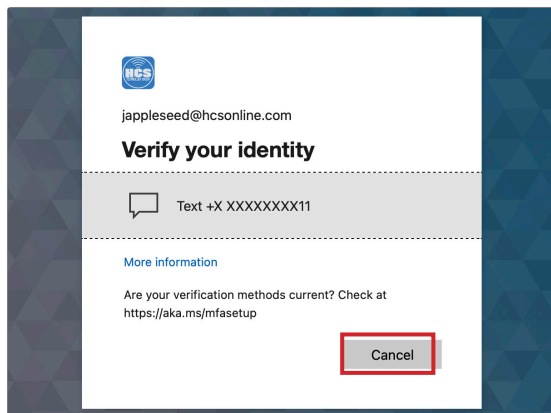 HCS
jappleseed@hcsonline.com
Verify your identity
Text +X XXXXXXXX11
More information
Are your verification methods current? Check at
https://aka.ms/mfasetup
Cancel